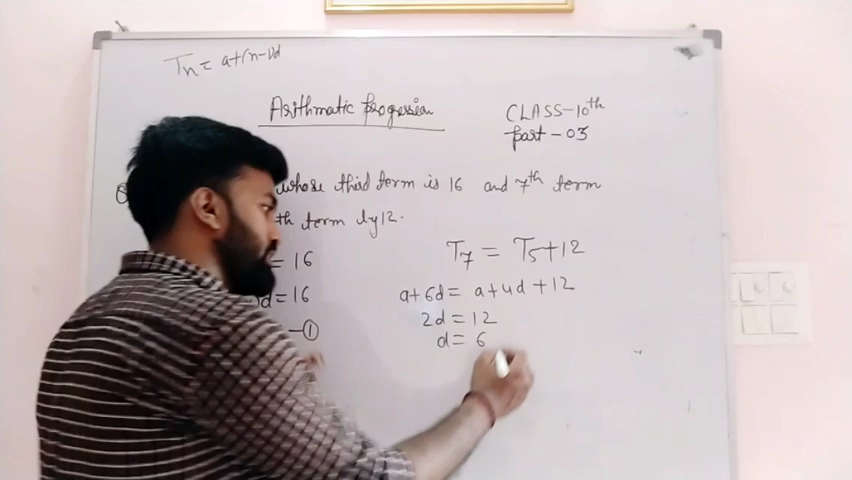 Tn = a+(n-1)d
Arithmatic progression
CLASS-10th
part - 03
whose third term is 16 and 7th term
th term by 12.
= 16
T7 = T5+12
d = 16
a+6d = a+4d+12
—①
2d = 12
d = 6